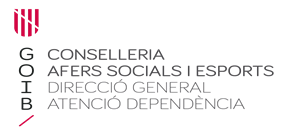 G CONSELLERIA
O AFERS SOCIALS I ESPORTS
I DIRECCIÓ GENERAL
B ATENCIÓ DEPENDÈNCIA
/